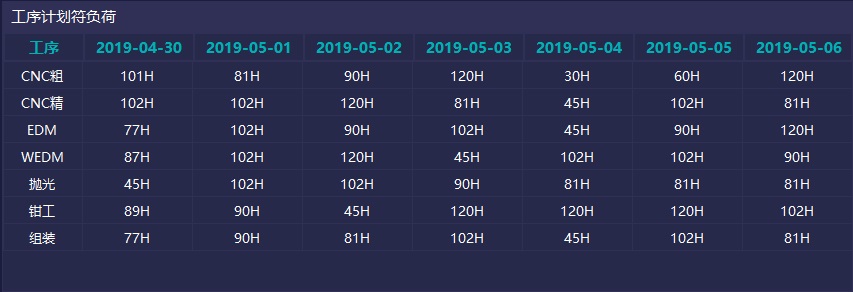 工序计划符负荷
工序 2019-04-30 2019-05-01 2019-05-02 2019-05-03 2019-05-04 2019-05-05 2019-05-06
CNC粗 101H 81H 90H 120H 30H 60H 120H
CNC精 102H 102H 120H 81H 45H 102H 81H
EDM 77H 102H 90H 102H 45H 90H 120H
WEDM 87H 102H 120H 45H 102H 102H 90H
抛光 45H 102H 102H 90H 81H 81H 81H
钳工 89H 90H 45H 120H 120H 120H 102H
组装 77H 90H 81H 102H 45H 102H 81H